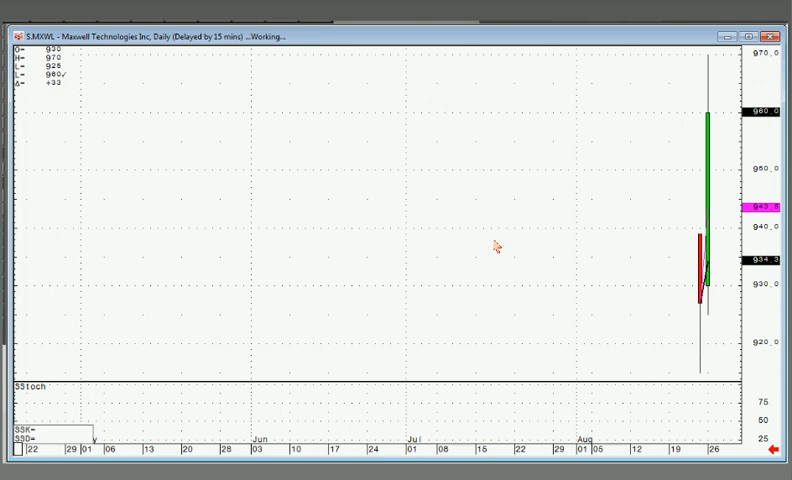 S.MXWL - Maxwell Technologies Inc, Daily (Delayed by 15 mins) ...Working...
O= 930
H= 970
L= 925
L= 960✓
Δ= +33
970.0
960.0
950.0
943.5
940.0
934.3
930.0
920.0
SStoch
75
50
25
SSK=
SSD=
Jun Jul Aug
22 29 01 06 13 20 28 03 10 17 24 01 08 15 22 29 01 05 12 19 26